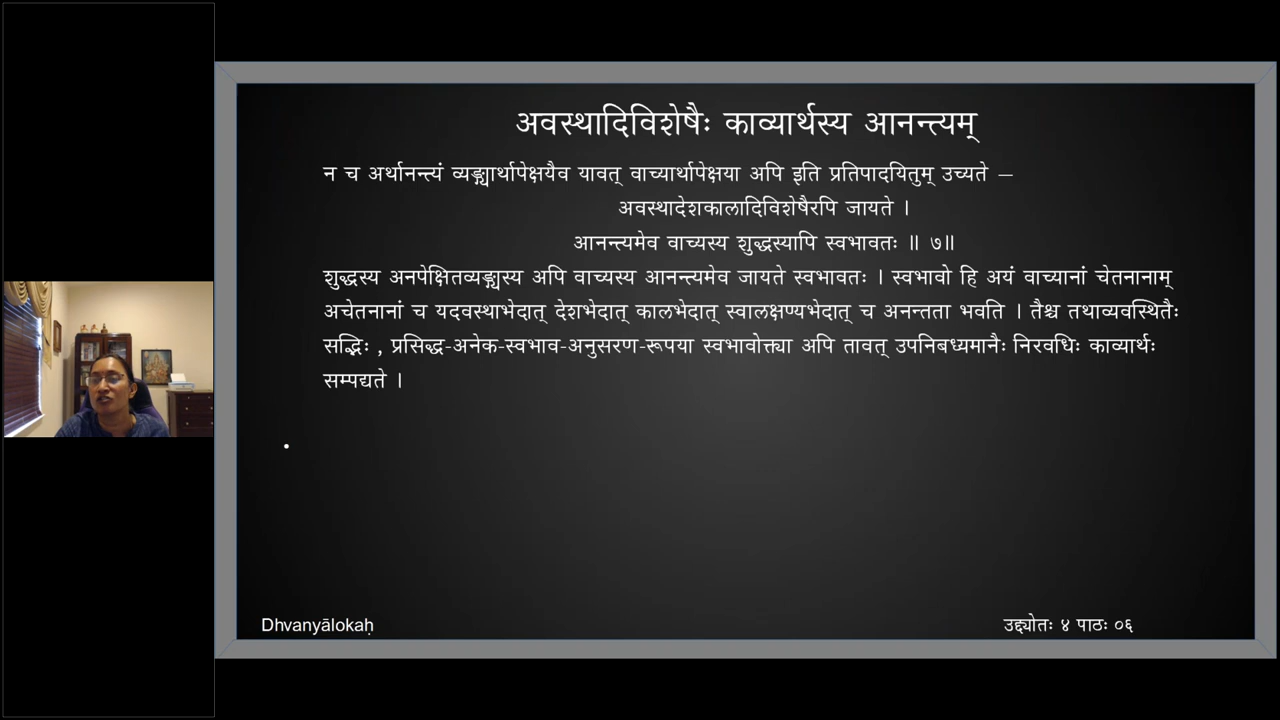 अवस्थादिविशेषैः काव्यार्थस्य आनन्त्यम्
न च अर्थानन्त्यं व्यङ्ग्यार्थापेक्षयैव यावत् वाच्यार्थापेक्षया अपि इति प्रतिपादयितुम् उच्यते –
अवस्थादेशकालादिविशेषैरपि जायते ।
आनन्त्यमेव वाच्यस्य शुद्धस्यापि स्वभावतः ॥ ७॥
शुद्धस्य अनपेक्षितव्यङ्ग्यस्य अपि वाच्यस्य आनन्त्यमेव जायते स्वभावतः । स्वभावो हि अयं वाच्यानां चेतनानाम्
अचेतनानां च यदवस्थाभेदात् देशभेदात् कालभेदात् स्वालक्षण्यभेदात् च अनन्तता भवति । तैश्च तथाव्यवस्थितैः
सद्भिः , प्रसिद्ध-अनेक-स्वभाव-अनुसरण-रूपया स्वभावोक्त्या अपि तावत् उपनिबध्यमानैः निरवधिः काव्यार्थः
सम्पद्यते ।
Dhvanyālokaḥ
उद्द्योतः ४ पाठः ०६